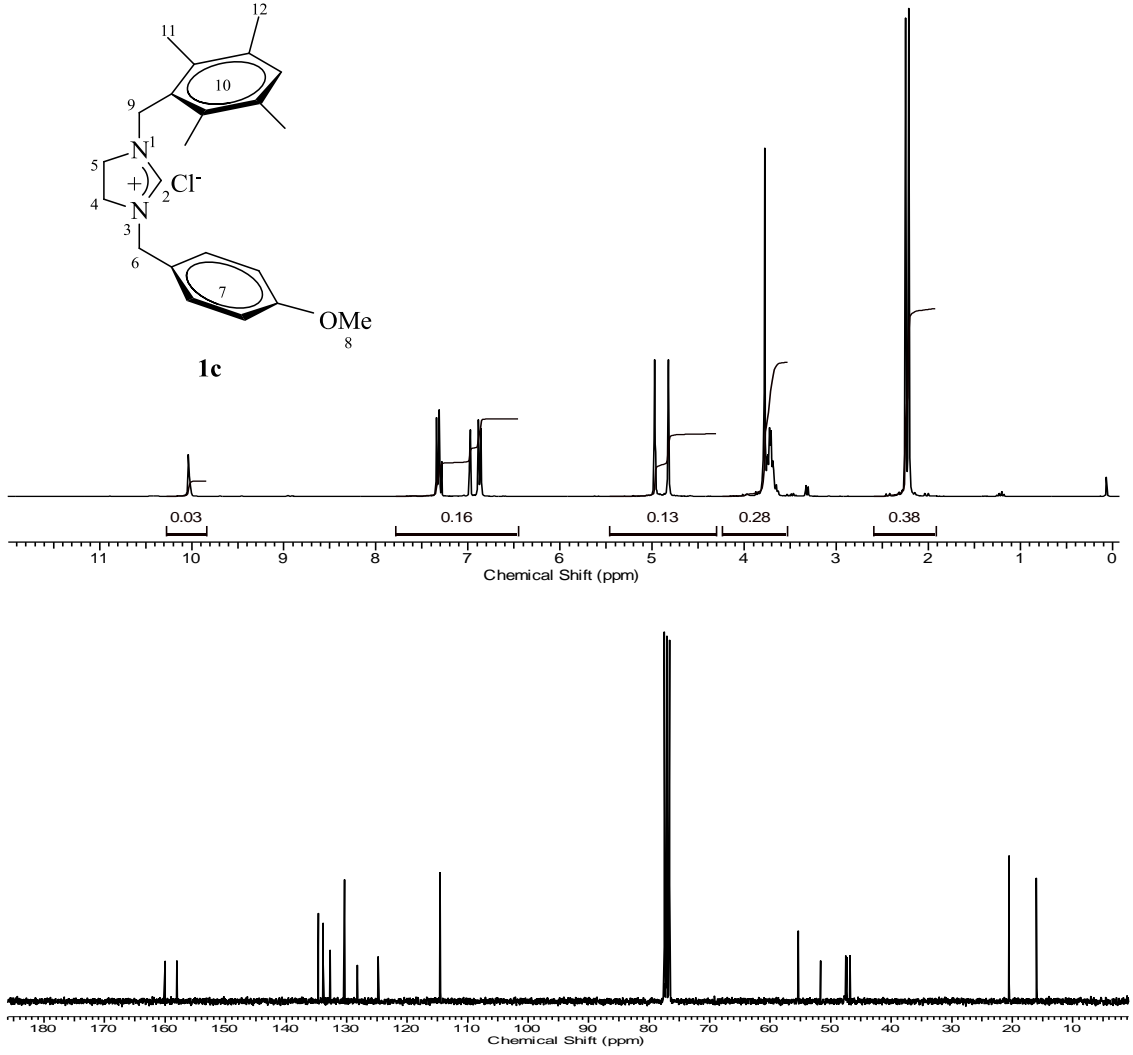 12
11
10
9
N 1
5
+ Cl-
2
4
N
3
6
7
OMe
8
1c
0.03 0.16 0.13 0.28 0.38
11 10 9 8 7 6 5 4 3 2 1 0
Chemical Shift (ppm)
180 170 160 150 140 130 120 110 100 90 80 70 60 50 40 30 20 10
Chemical Shift (ppm)